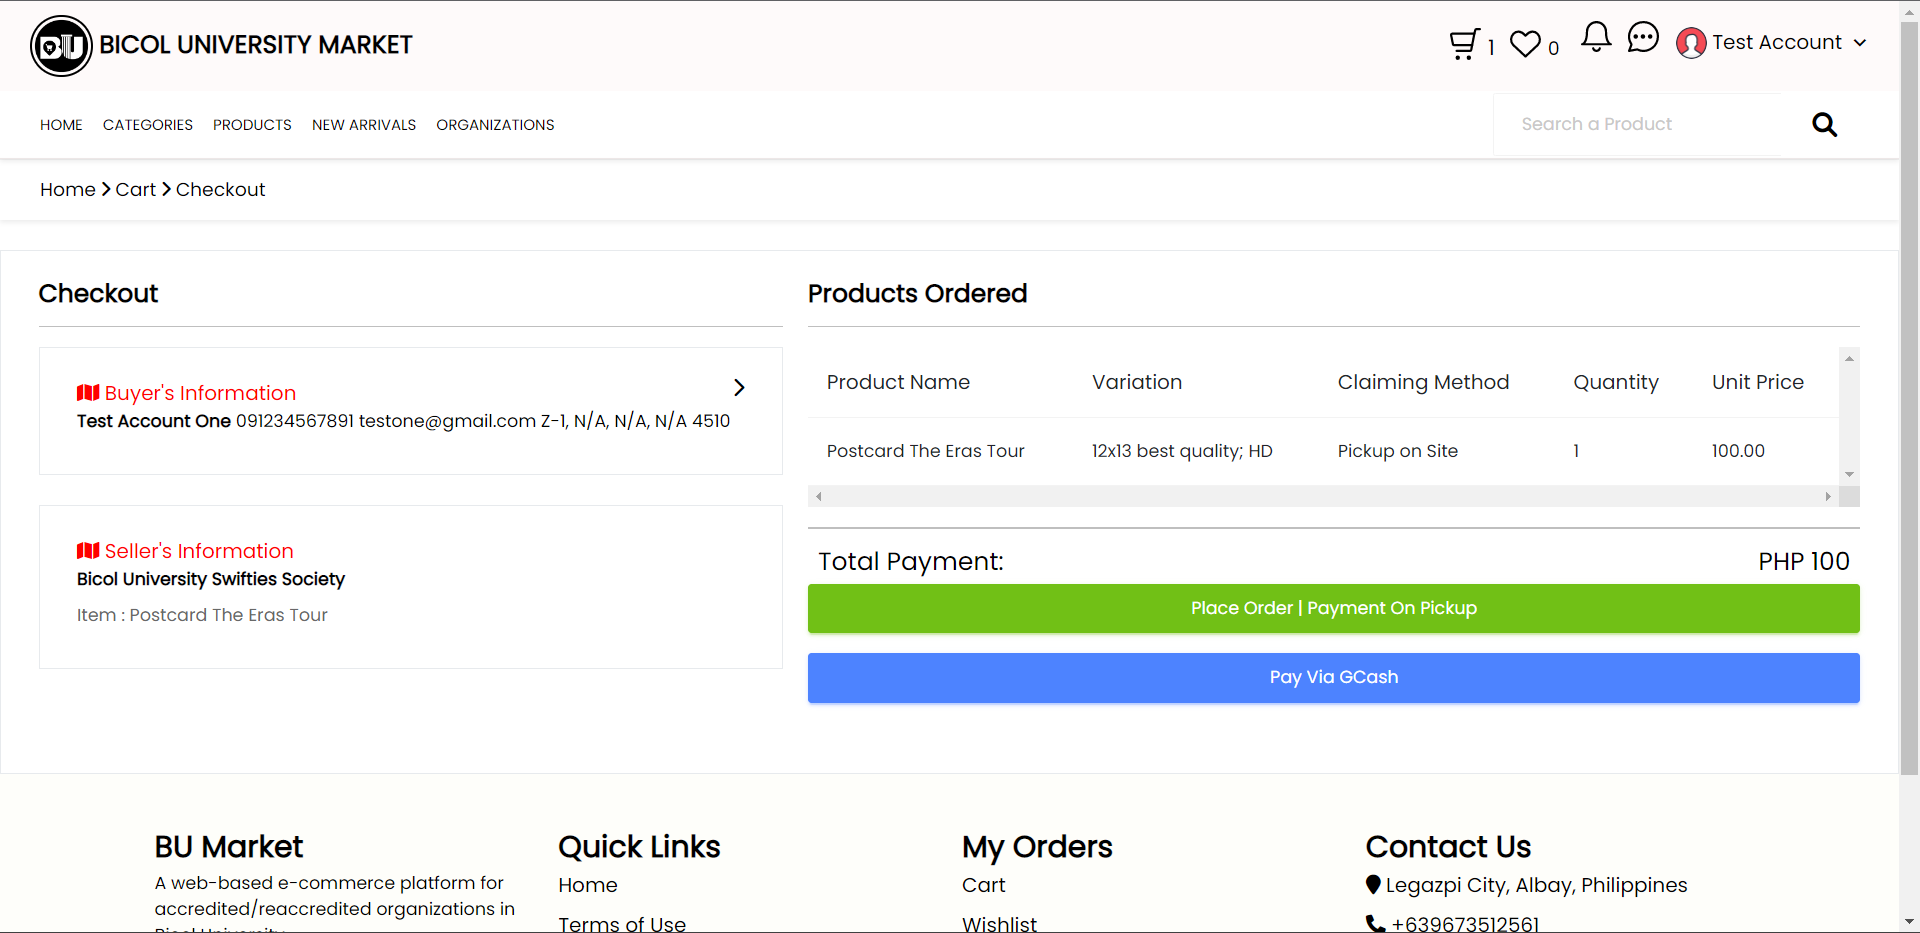 BU BICOL UNIVERSITY MARKET
1 0 Test Account
HOME CATEGORIES PRODUCTS NEW ARRIVALS ORGANIZATIONS
Search a Product
Home Cart Checkout
Checkout
Buyer's Information
Test Account One 091234567891 testone@gmail.com Z-1, N/A, N/A, N/A 4510
Seller's Information
Bicol University Swifties Society
Item : Postcard The Eras Tour
Products Ordered
Product Name Variation Claiming Method Quantity Unit Price
Postcard The Eras Tour 12x13 best quality; HD Pickup on Site 1 100.00
Total Payment: PHP 100
Place Order | Payment On Pickup
Pay Via GCash
BU Market
A web-based e-commerce platform for
accredited/reaccredited organizations in
Bicol University.
Quick Links
Home
Terms of Use
My Orders
Cart
Wishlist
Contact Us
Legazpi City, Albay, Philippines
+639673512561